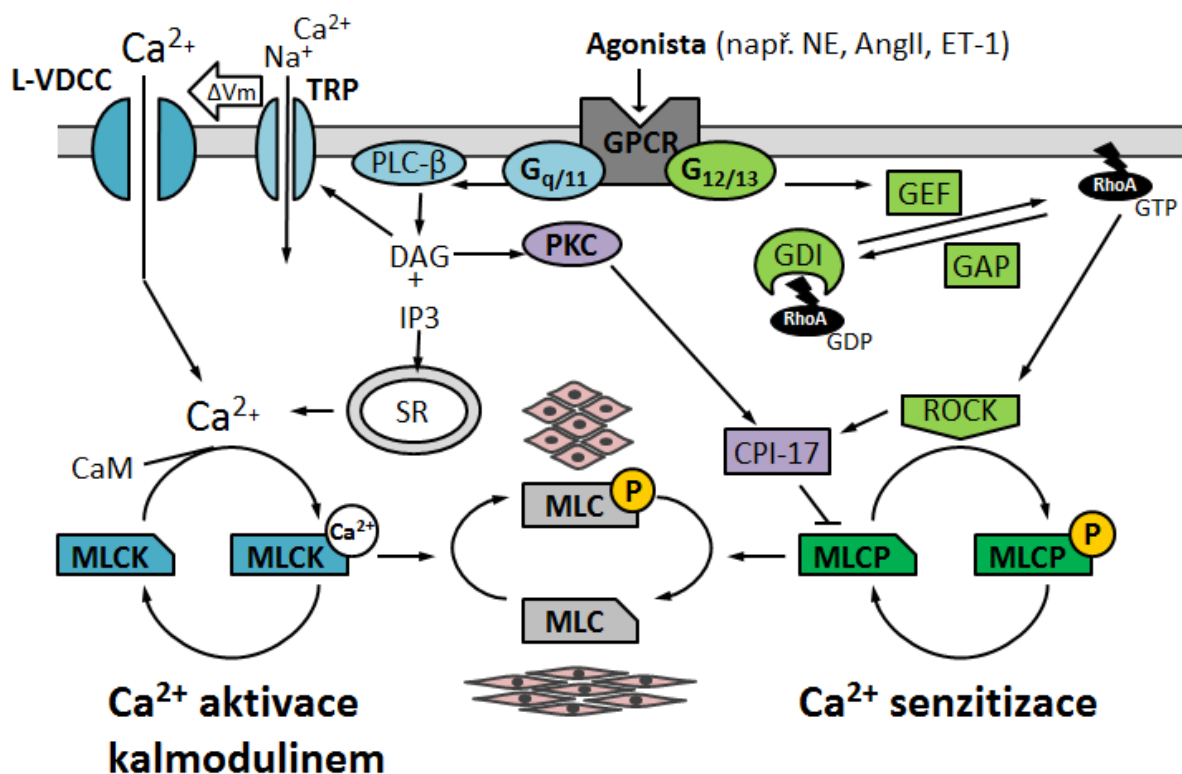 Ca²⁺
Ca²⁺
Na⁺
L-VDCC
ΔVm
TRP
Agonista (např. NE, AngII, ET-1)
GPCR
PLC-β
G_q/11
G_12/13
GEF
RhoA
GTP
DAG
+
PKC
GDI
GAP
RhoA
GDP
IP3
SR
Ca²⁺
CaM
CPI-17
ROCK
MLC
P
MLCK
MLCK
Ca²⁺
MLCP
MLCP
P
MLC
Ca²⁺ aktivace
kalmodulinem
Ca²⁺ senzitizace